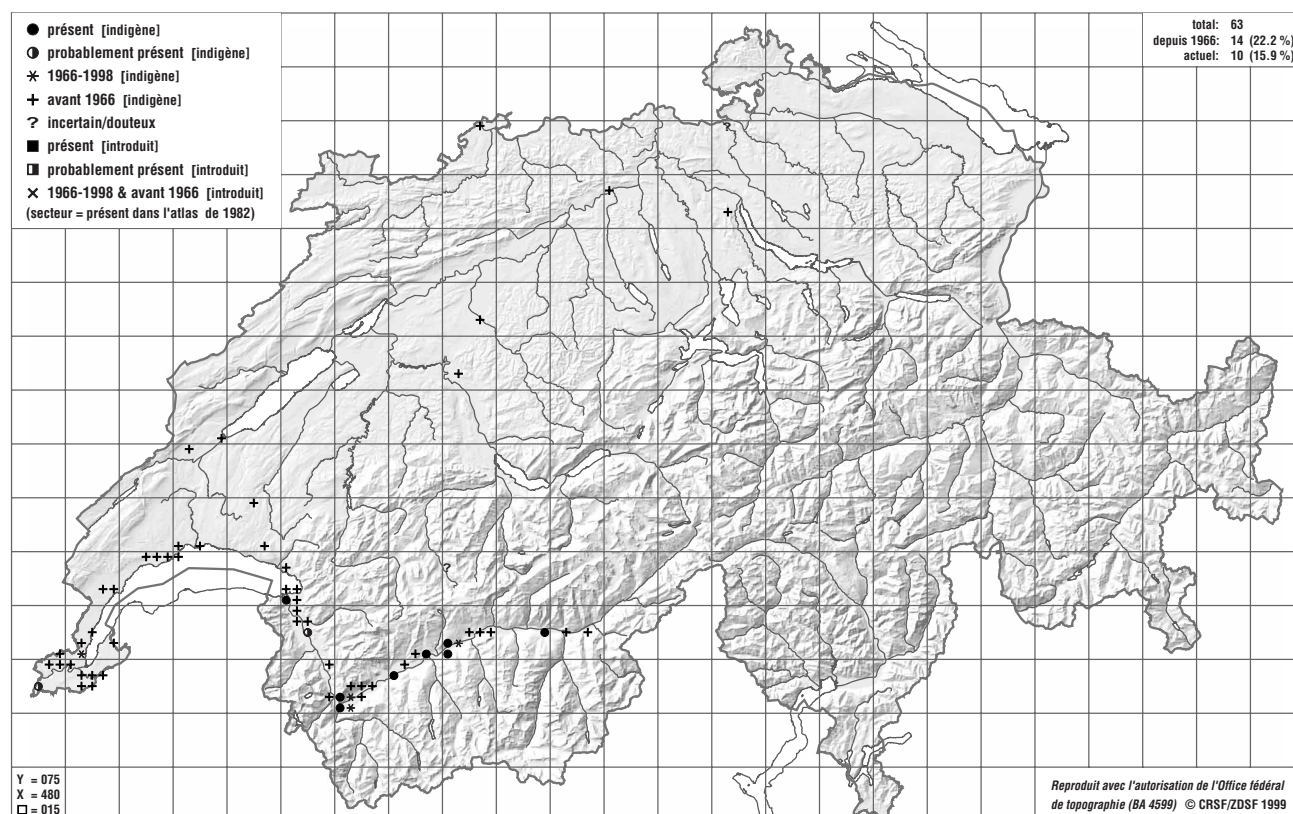 présent [indigène]
probablement présent [indigène]
1966-1998 [indigène]
avant 1966 [indigène]
? incertain/douteux
présent [introduit]
probablement présent [introduit]
1966-1998 & avant 1966 [introduit]
(secteur = présent dans l'atlas de 1982)
total: 63
depuis 1966: 14 (22.2 %)
actuel: 10 (15.9 %)
?
?
Y = 075
X = 480
= 015
Reproduit avec l'autorisation de l'Office fédéral
de topographie (BA 4599) © CRSF/ZDSF 1999